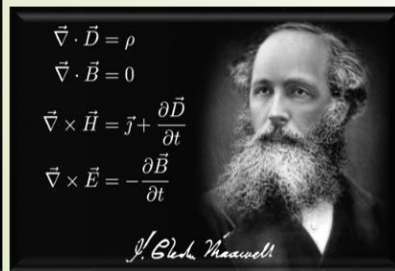 ∇⃗ · D⃗ = ρ
∇⃗ · B⃗ = 0
∇⃗ × H⃗ = ȷ⃗ + ∂D⃗/∂t
∇⃗ × E⃗ = −∂B⃗/∂t
J. Clerk Maxwell